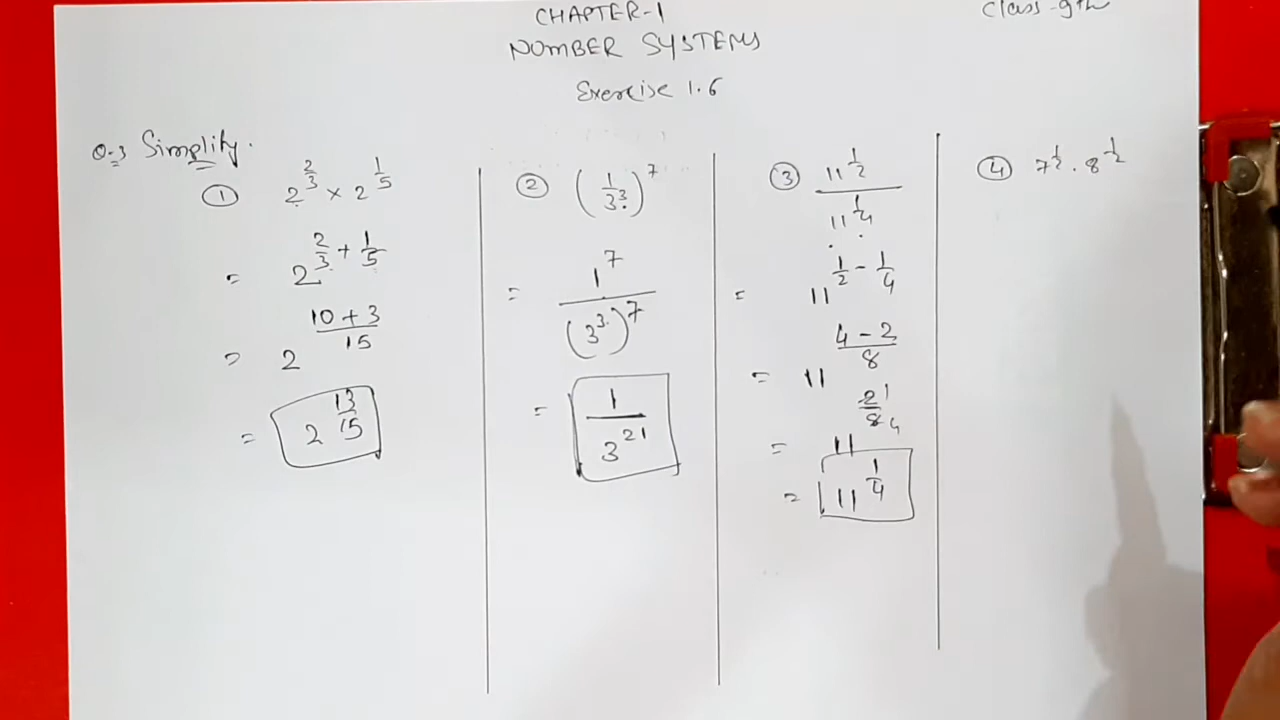 CHAPTER-1
Class-9th
NUMBER SYSTEMS
Exercise 1.6
Q-3 Simplify.
① 2^(2/3) × 2^(1/5)
= 2^(2/3 + 1/5)
= 2^((10 + 3)/15)
= 2^(13/15)
② (1/3^3)^7
= 1^7/(3^3)^7
= 1/3^21
③ 11^(1/2)/11^(1/4)
= 11^(1/2 - 1/4)
= 11^((4 - 2)/8)
= 11^(2/8) 1 4
= 11^(1/4)
④ 7^(1/2) . 8^(1/2)